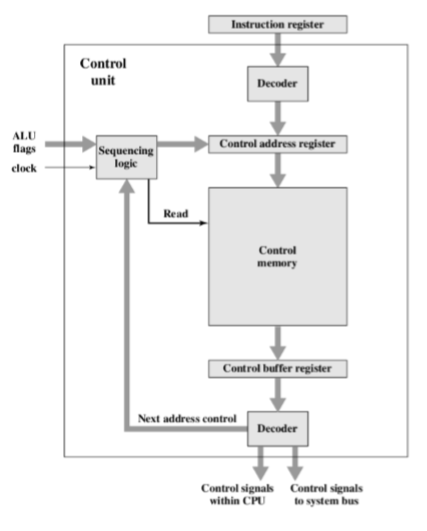 Instruction register
Control
unit
Decoder
ALU
flags
Sequencing
logic
Control address register
clock
Read
Control
memory
Control buffer register
Next address control
Decoder
Control signals
within CPU
Control signals
to system bus